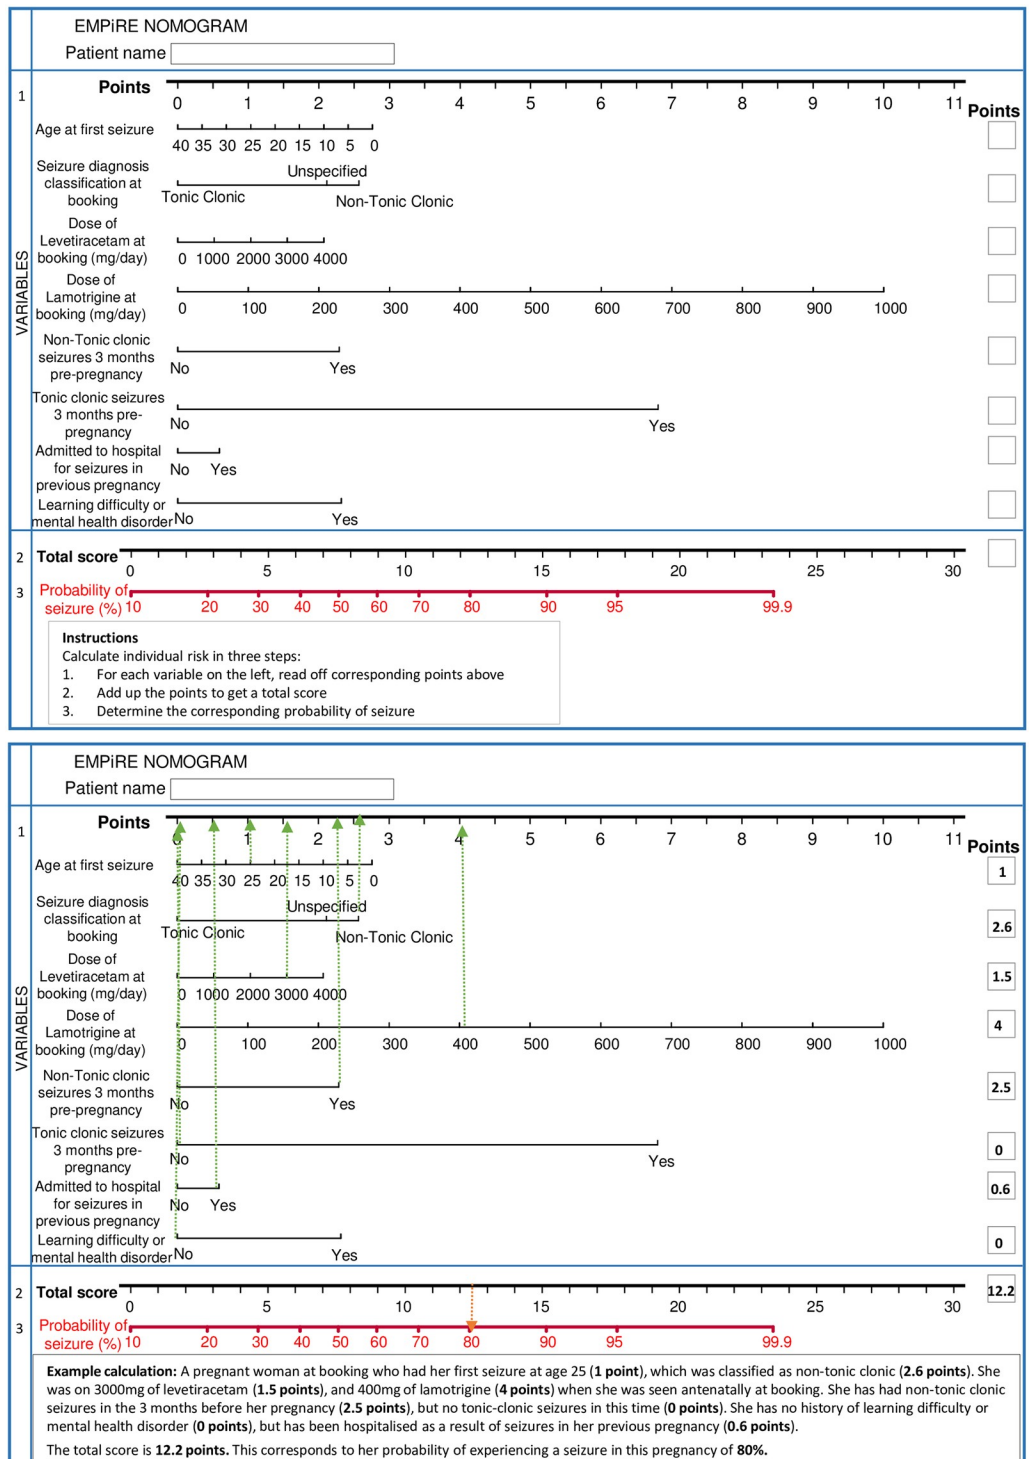 EMPiRE NOMOGRAM
Patient name
1
Points
0 1 2 3 4 5 6 7 8 9 10 11
Points
Age at first seizure
40 35 30 25 20 15 10 5 0
Seizure diagnosis
classification at
booking
Unspecified
Tonic Clonic
Non-Tonic Clonic
Dose of
Levetiracetam at
booking (mg/day)
0 1000 2000 3000 4000
VARIABLES
Dose of
Lamotrigine at
booking (mg/day)
0 100 200 300 400 500 600 700 800 900 1000
Non-Tonic clonic
seizures 3 months
pre-pregnancy
No Yes
Tonic clonic seizures
3 months pre-
pregnancy
No Yes
Admitted to hospital
for seizures in
previous pregnancy
No Yes
Learning difficulty or
mental health disorder
No Yes
2
Total score
0 5 10 15 20 25 30
3
Probability of
seizure (%)
10 20 30 40 50 60 70 80 90 95 99.9
Instructions
Calculate individual risk in three steps:
1. For each variable on the left, read off corresponding points above
2. Add up the points to get a total score
3. Determine the corresponding probability of seizure
EMPiRE NOMOGRAM
Patient name
1
Points
0 1 2 3 4 5 6 7 8 9 10 11
Points
Age at first seizure
40 35 30 25 20 15 10 5 0
1
Seizure diagnosis
classification at
booking
Unspecified
Tonic Clonic
Non-Tonic Clonic
2.6
Dose of
Levetiracetam at
booking (mg/day)
0 1000 2000 3000 4000
1.5
VARIABLES
Dose of
Lamotrigine at
booking (mg/day)
0 100 200 300 400 500 600 700 800 900 1000
4
Non-Tonic clonic
seizures 3 months
pre-pregnancy
No Yes
2.5
Tonic clonic seizures
3 months pre-
pregnancy
No Yes
0
Admitted to hospital
for seizures in
previous pregnancy
No Yes
0.6
Learning difficulty or
mental health disorder
No Yes
0
2
Total score
0 5 10 15 20 25 30
12.2
3
Probability of
seizure (%)
10 20 30 40 50 60 70 80 90 95 99.9
Example calculation: A pregnant woman at booking who had her first seizure at age 25 (1 point), which was classified as non-tonic clonic (2.6 points). She
was on 3000mg of levetiracetam (1.5 points), and 400mg of lamotrigine (4 points) when she was seen antenatally at booking. She has had non-tonic clonic
seizures in the 3 months before her pregnancy (2.5 points), but no tonic-clonic seizures in this time (0 points). She has no history of learning difficulty or
mental health disorder (0 points), but has been hospitalised as a result of seizures in her previous pregnancy (0.6 points).
The total score is 12.2 points. This corresponds to her probability of experiencing a seizure in this pregnancy of 80%.